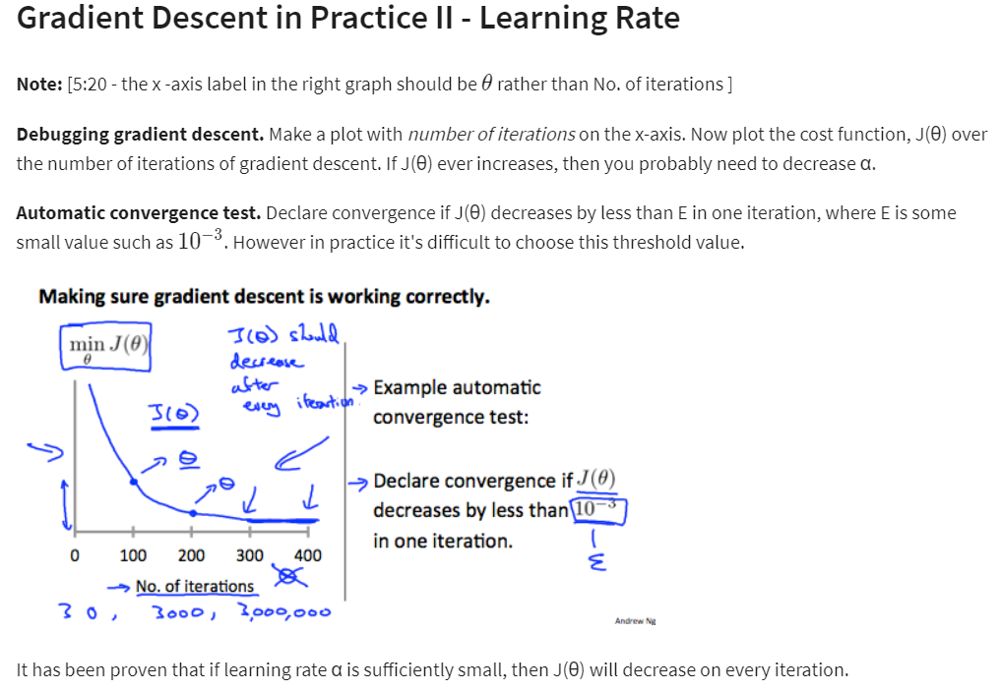 Gradient Descent in Practice II - Learning Rate
Note: [5:20 - the x -axis label in the right graph should be θ rather than No. of iterations ]
Debugging gradient descent. Make a plot with number of iterations on the x-axis. Now plot the cost function, J(θ) over
the number of iterations of gradient descent. If J(θ) ever increases, then you probably need to decrease α.
Automatic convergence test. Declare convergence if J(θ) decreases by less than E in one iteration, where E is some
small value such as 10⁻³. However in practice it's difficult to choose this threshold value.
Making sure gradient descent is working correctly.
min J(θ)
θ
J(θ) should
decrease
after
every iteration.
J(θ)
θ
θ
0 100 200 300 400
→ No. of iterations
30, 3000, 3,000,000
→ Example automatic
convergence test:
→ Declare convergence if J(θ)
decreases by less than 10⁻³
in one iteration.
ε
Andrew Ng
It has been proven that if learning rate α is sufficiently small, then J(θ) will decrease on every iteration.